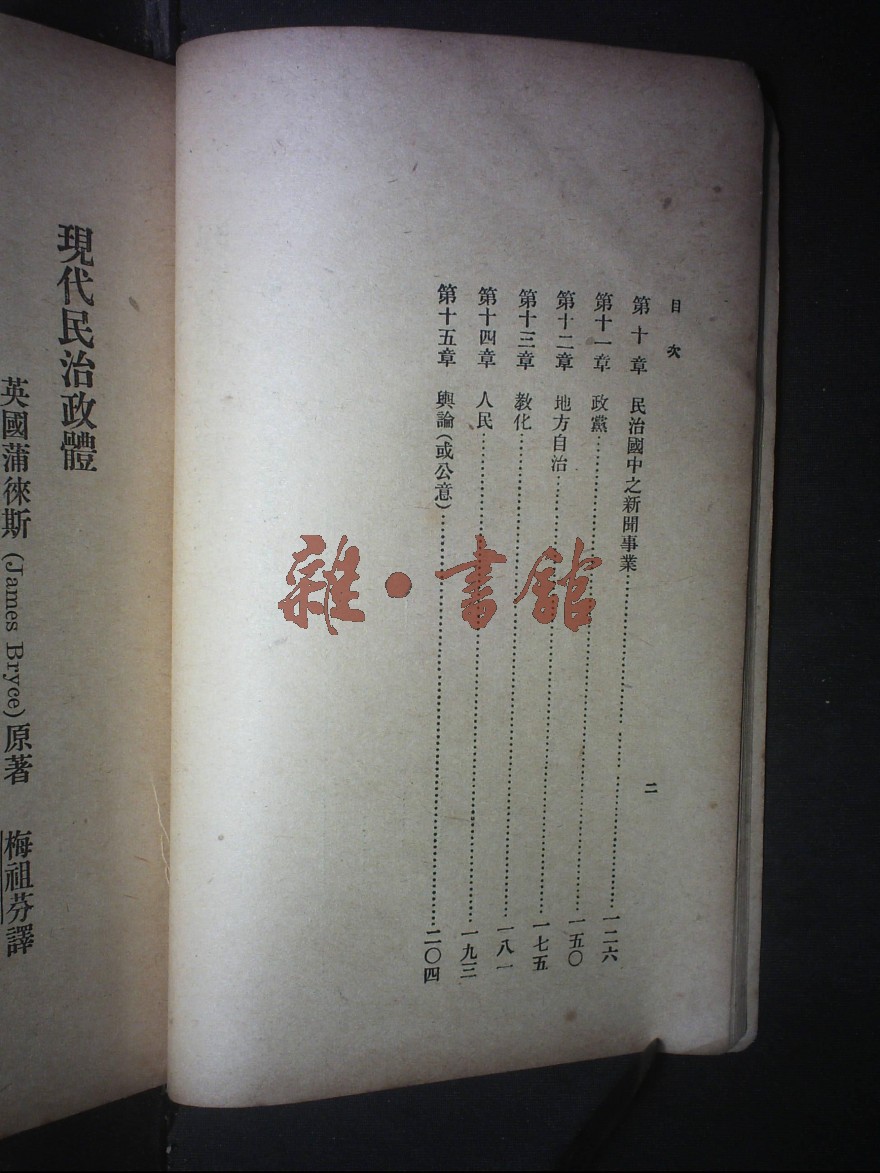 目次
二
第十章　民治國中之新聞事業……一二六
第十一章　政黨……一五〇
第十二章　地方自治……一七五
第十三章　教化……一八一
第十四章　人民……一九三
第十五章　輿論（或公意）……二〇四
現代民治政體
英國蒲徠斯(James Bryce)原著　梅祖芬譯
雜·書館